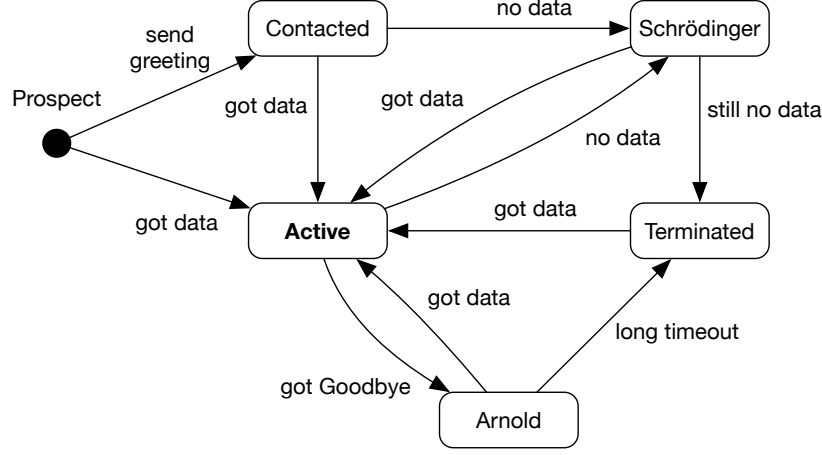 Contacted
no data
Schrödinger
send
greeting
Prospect
got data
got data
still no data
no data
got data
Active
got data
Terminated
got data
long timeout
got Goodbye
Arnold